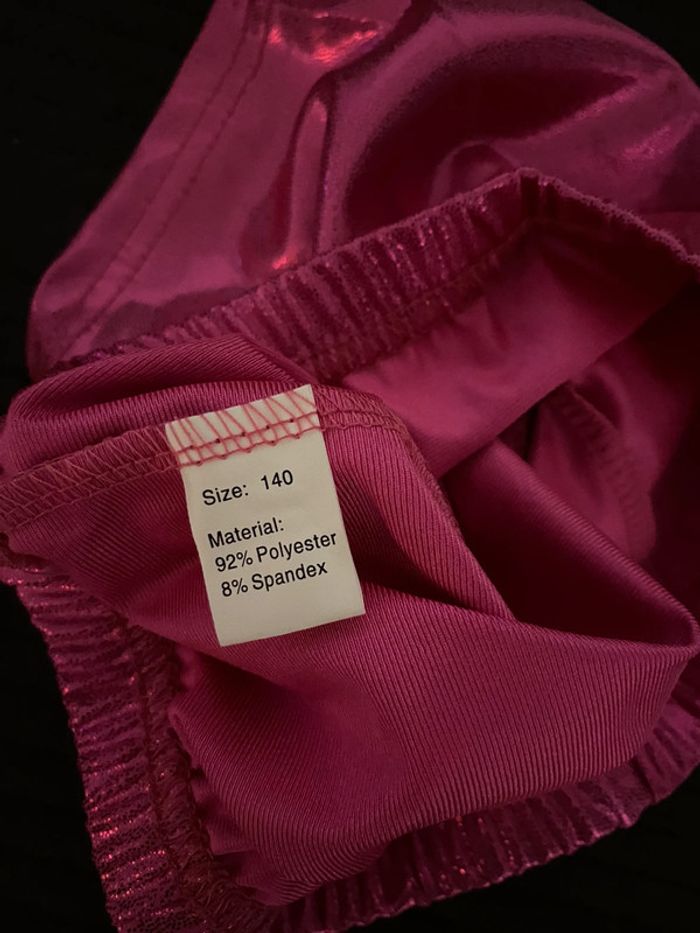 Size: 140
Material:
92% Polyester
8% Spandex